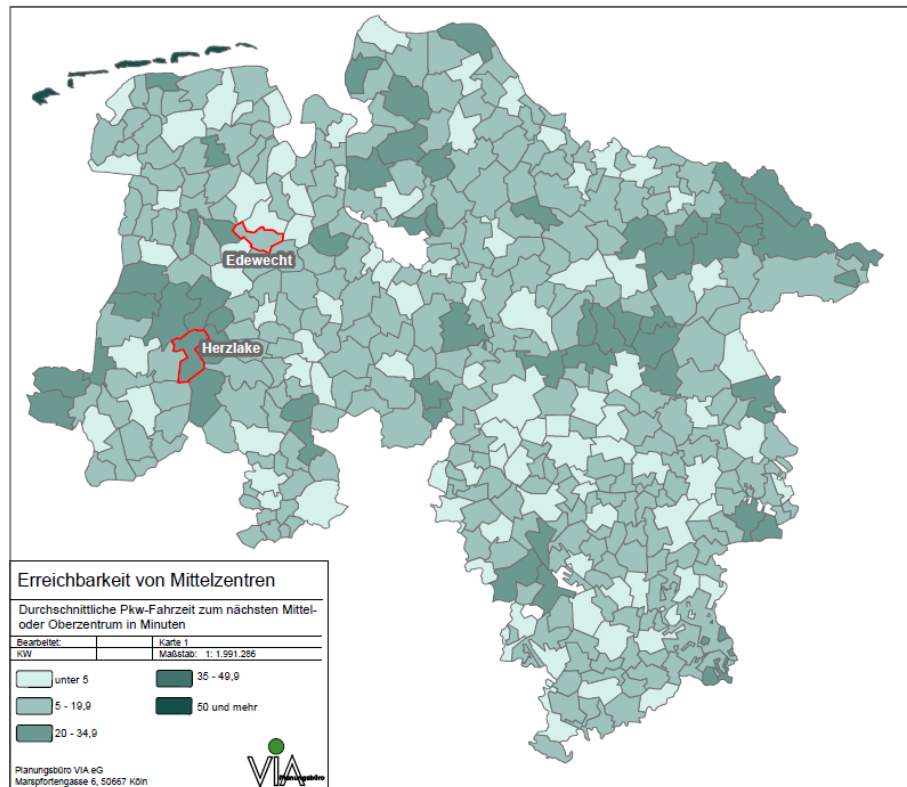 Edewecht
Herzlake
Erreichbarkeit von Mittelzentren
Durchschnittliche Pkw-Fahrzeit zum nächsten Mittel-
oder Oberzentrum in Minuten
Bearbeitet: Karte 1
KW Maßstab: 1: 1.991.286
unter 5 35 - 49,9
5 - 19,9 50 und mehr
20 - 34,9
Planungsbüro VIA eG
Marspfortengasse 6, 50667 Köln
VIA Planungsbüro